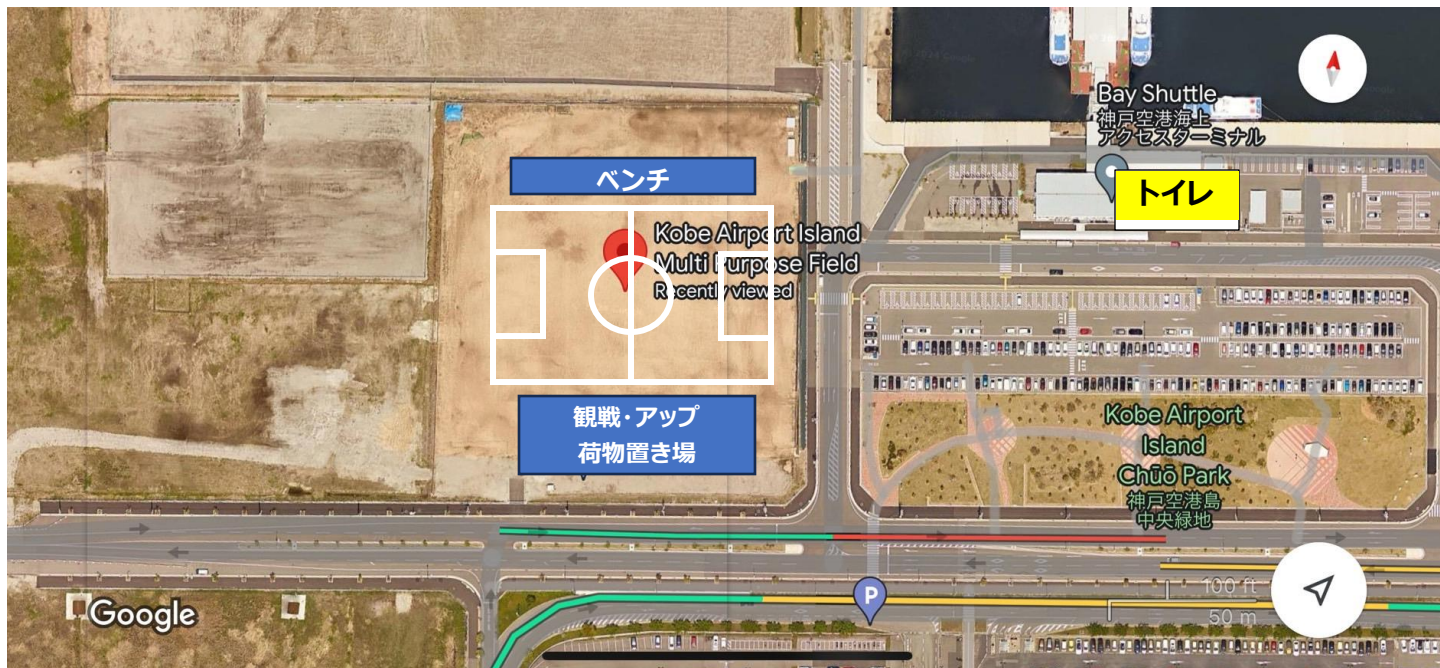 Bay Shuttle
神戸空港海上
アクセスターミナル
ベンチ
トイレ
Kobe Airport Island
Multi Purpose Field
Recently viewed
観戦・アップ
荷物置き場
Kobe Airport
Island
Chūō Park
神戸空港島
中央緑地
P
100 ft
50 m
Google